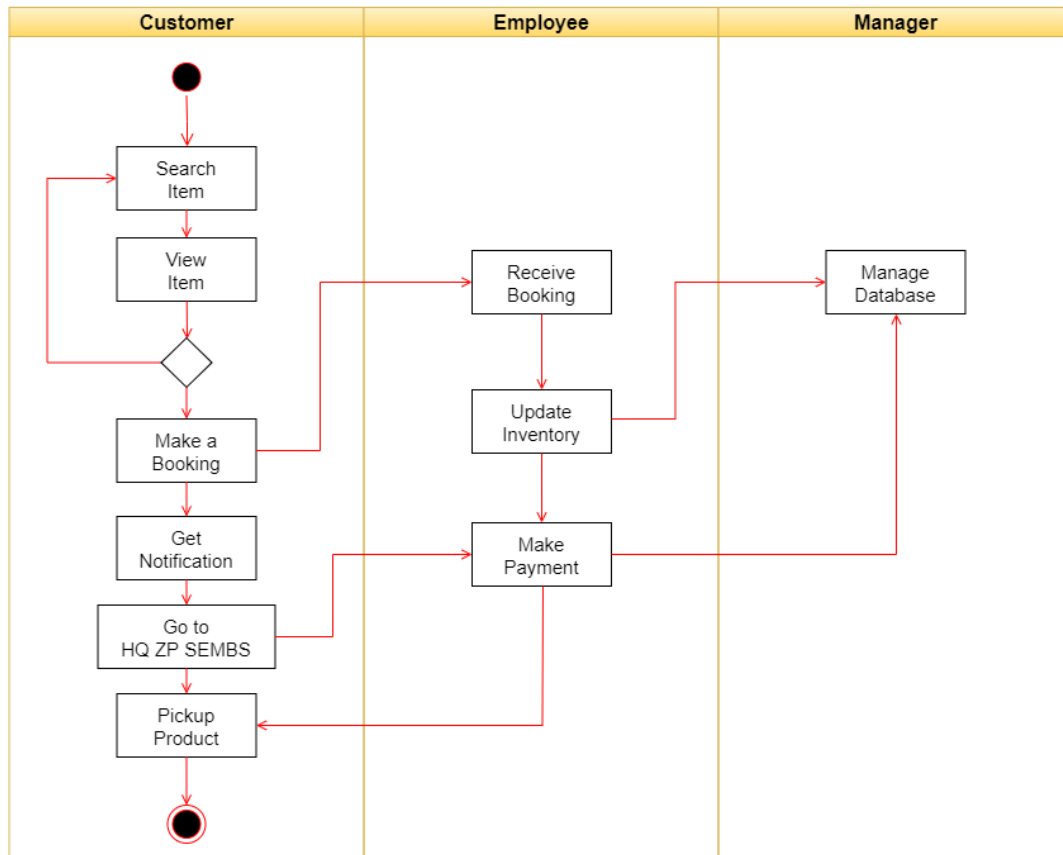 Customer
Employee
Manager
Search
Item
View
Item
Receive
Booking
Manage
Database
Make a
Booking
Update
Inventory
Get
Notification
Make
Payment
Go to
HQ ZP SEMBS
Pickup
Product